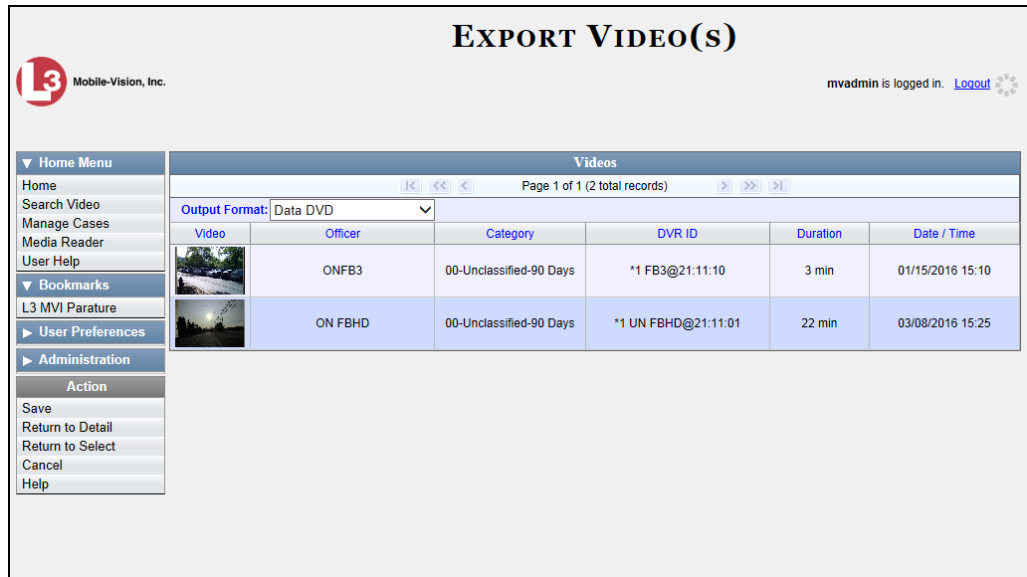 EXPORT VIDEO(S)
L3 Mobile-Vision, Inc.
mvadmin is logged in. Logout
Home Menu
Home
Search Video
Manage Cases
Media Reader
User Help
Bookmarks
L3 MVI Parature
User Preferences
Administration
Action
Save
Return to Detail
Return to Select
Cancel
Help
Videos
|< << < Page 1 of 1 (2 total records) > >> >|
Output Format: Data DVD
Video Officer Category DVR ID Duration Date / Time
ONFB3 00-Unclassified-90 Days *1 FB3@21:11:10 3 min 01/15/2016 15:10
ON FBHD 00-Unclassified-90 Days *1 UN FBHD@21:11:01 22 min 03/08/2016 15:25